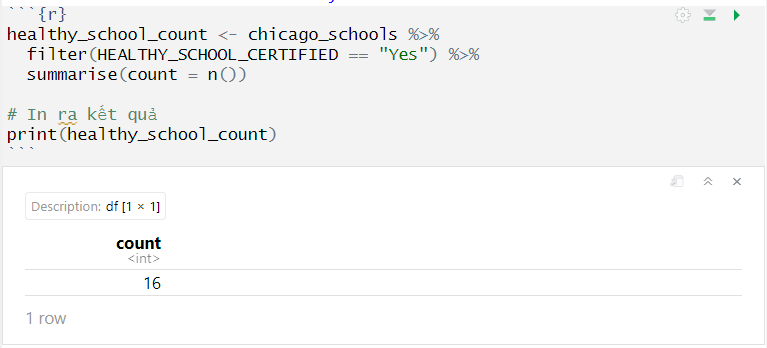 ```{r}
healthy_school_count <- chicago_schools %>%
  filter(HEALTHY_SCHOOL_CERTIFIED == "Yes") %>%
  summarise(count = n())
# In ra kết quả
print(healthy_school_count)
```
Description: df [1 × 1]
count
<int>
16
1 row